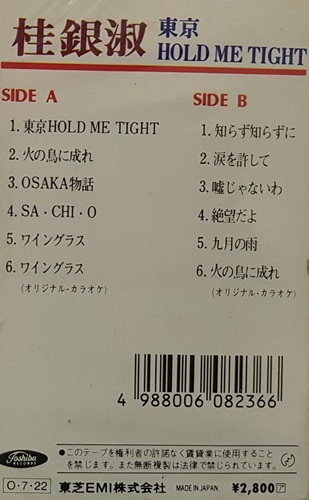 桂銀淑 東京
HOLD ME TIGHT
SIDE A
1. 東京HOLD ME TIGHT
2. 火の鳥に成れ
3. OSAKA物語
4. SA・CHI・O
5. ワイングラス
6. ワイングラス
(オリジナル・カラオケ)
SIDE B
1. 知らず知らずに
2. 涙を許して
3. 嘘じゃないわ
4. 絶望だよ
5. 九月の雨
6. 火の鳥に成れ
(オリジナル・カラオケ)
4 988006 082366
Toshiba
RECORDS
●このテープを権利者の許諾なく賃貸業に使用すること
を禁じます。また無断複製は法律で禁じられています。
O・7・22 東芝EMI株式会社 MADE IN JAPAN ¥2,800